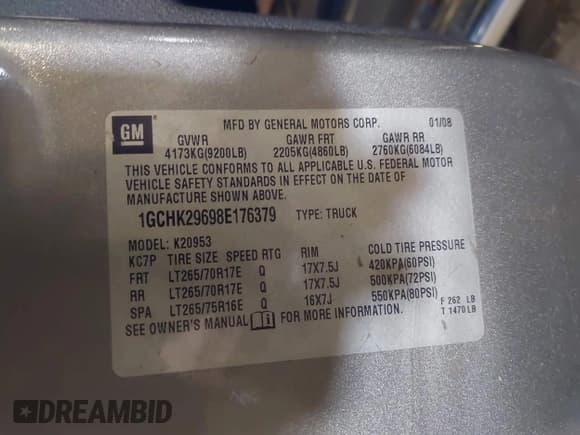 GM
MFD BY GENERAL MOTORS CORP. 01/08
GVWR GAWR FRT GAWR RR
4173KG(9200LB) 2205KG(4860LB) 2760KG(6084LB)
THIS VEHICLE CONFORMS TO ALL APPLICABLE U.S. FEDERAL MOTOR
VEHICLE SAFETY STANDARDS IN EFFECT ON THE DATE OF
MANUFACTURE SHOWN ABOVE.
1GCHK29698E176379 TYPE: TRUCK
MODEL: K20953
KC7P TIRE SIZE SPEED RTG RIM COLD TIRE PRESSURE
FRT LT265/70R17E Q 17X7.5J 420KPA(60PSI)
RR LT265/70R17E Q 17X7.5J 500KPA(72PSI)
SPA LT265/75R16E Q 16X7J 550KPA(80PSI) F 262 LB
SEE OWNER'S MANUAL FOR MORE INFORMATION. T 1470 LB
DREAMBID